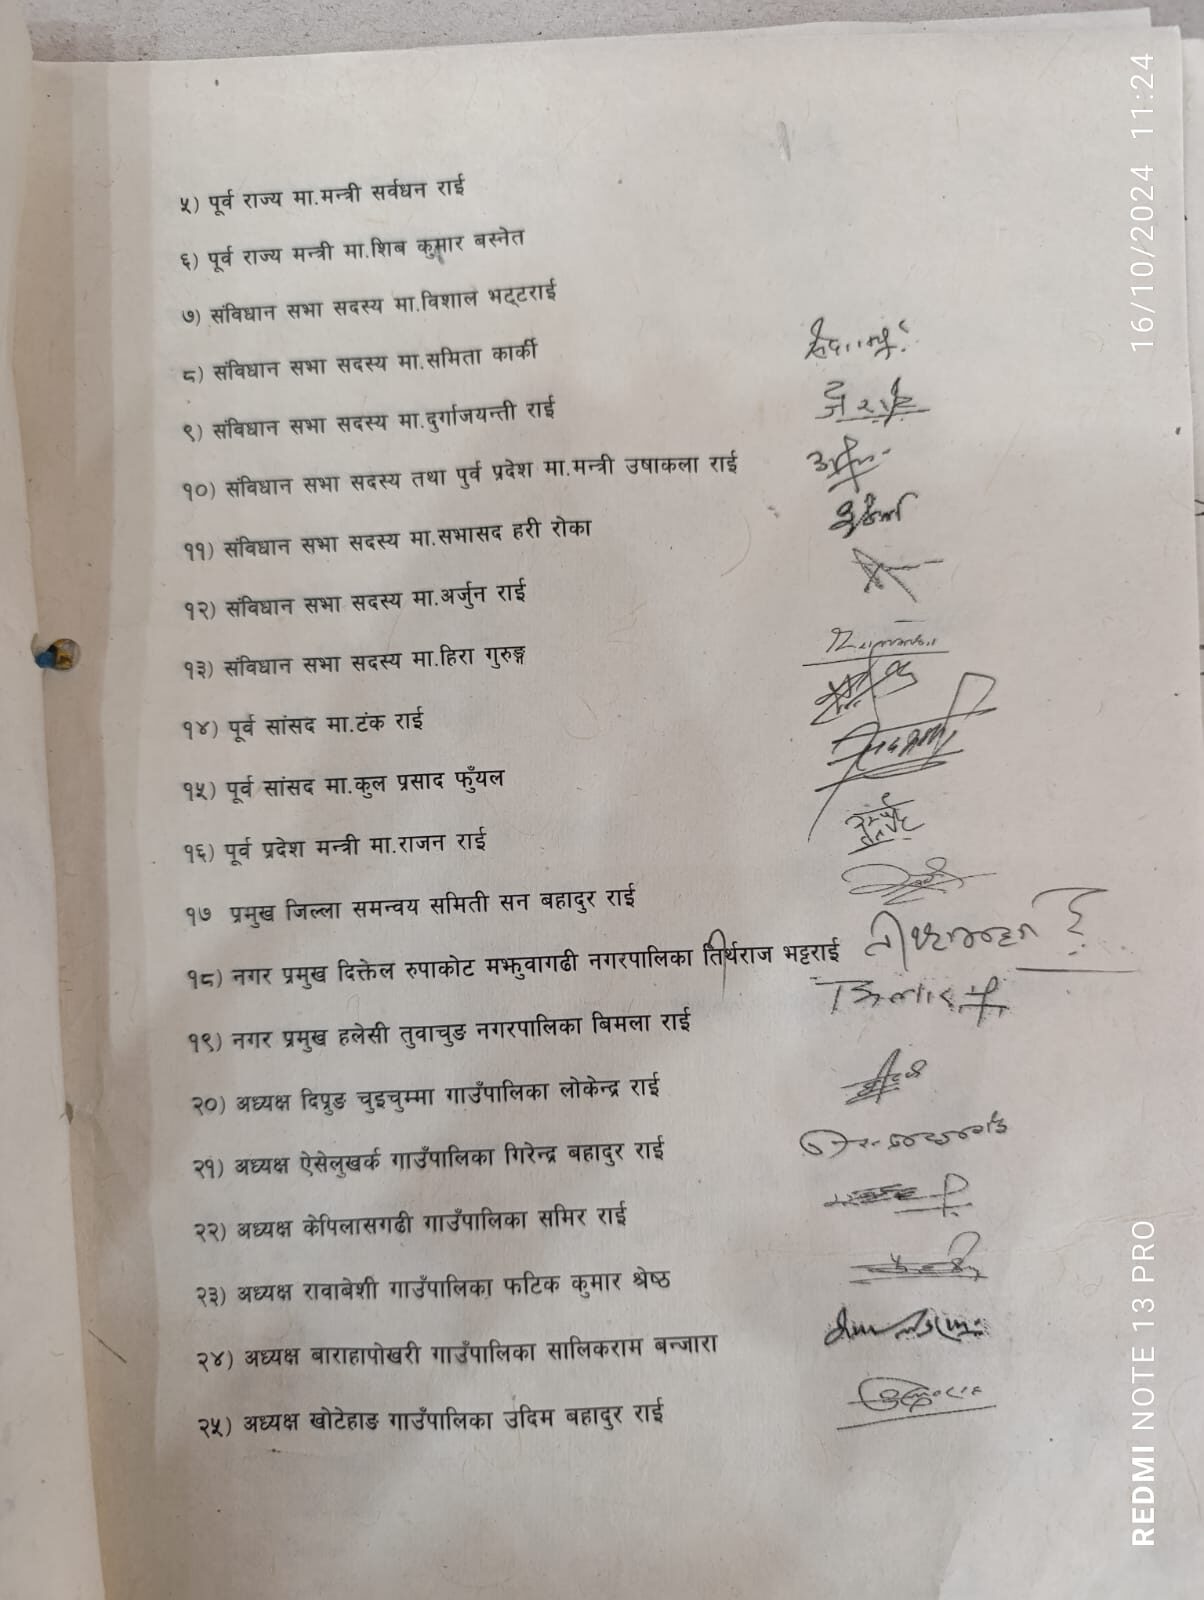 ५) पूर्व राज्य मा.मन्त्री सर्वधन राई
६) पूर्व राज्य मन्त्री मा.शिब कुमार बस्नेत
७) संविधान सभा सदस्य मा.विशाल भट्टराई
८) संविधान सभा सदस्य मा.समिता कार्की
९) संविधान सभा सदस्य मा.दुर्गाजयन्ती राई
१०) संविधान सभा सदस्य तथा पुर्व प्रदेश मा.मन्त्री उषाकला राई
११) संविधान सभा सदस्य मा.सभासद हरी रोका
१२) संविधान सभा सदस्य मा.अर्जुन राई
१३) संविधान सभा सदस्य मा.हिरा गुरुङ्ग
१४) पूर्व सांसद मा.टंक राई
१५) पूर्व सांसद मा.कुल प्रसाद फुँयल
१६) पूर्व प्रदेश मन्त्री मा.राजन राई
१७ प्रमुख जिल्ला समन्वय समिती सन बहादुर राई
१८) नगर प्रमुख दिक्तेल रुपाकोट मझुवागढी नगरपालिका तिर्थराज भट्टराई
१९) नगर प्रमुख हलेसी तुवाचुङ नगरपालिका बिमला राई
२०) अध्यक्ष दिप्रुङ चुइचुम्मा गाउँपालिका लोकेन्द्र राई
२१) अध्यक्ष ऐसेलुखर्क गाउँपालिका गिरेन्द्र बहादुर राई
२२) अध्यक्ष केपिलासगढी गाउँपालिका समिर राई
२३) अध्यक्ष रावाबेशी गाउँपालिका फटिक कुमार श्रेष्ठ
२४) अध्यक्ष बाराहापोखरी गाउँपालिका सालिकराम बन्जारा
२५) अध्यक्ष खोटेहाङ गाउँपालिका उदिम बहादुर राई
16/10/2024 11:24
REDMI NOTE 13 PRO